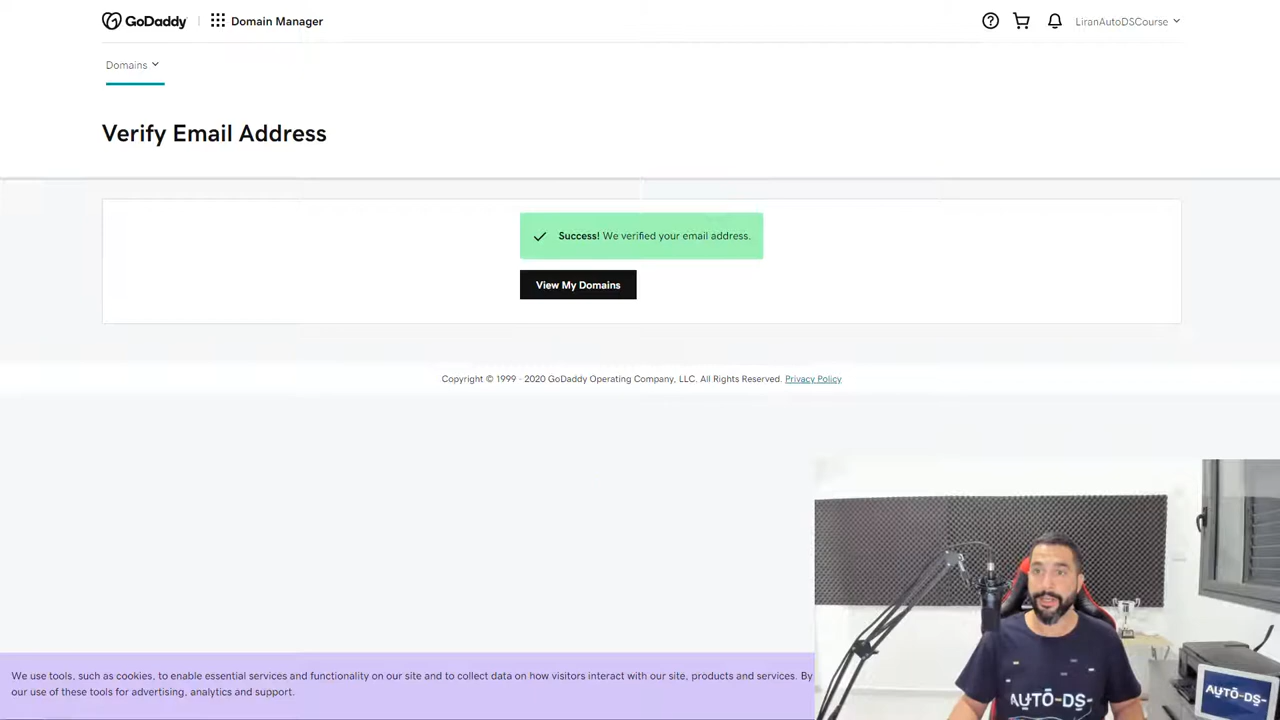 GoDaddy
Domain Manager
LiranAutoDSCourse
Domains
Verify Email Address
Success! We verified your email address.
View My Domains
Copyright © 1999 - 2020 GoDaddy Operating Company, LLC. All Rights Reserved. Privacy Policy
We use tools, such as cookies, to enable essential services and functionality on our site and to collect data on how visitors interact with our site, products and services. By
our use of these tools for advertising, analytics and support.
AUTO-DS-
AUTO-DS-